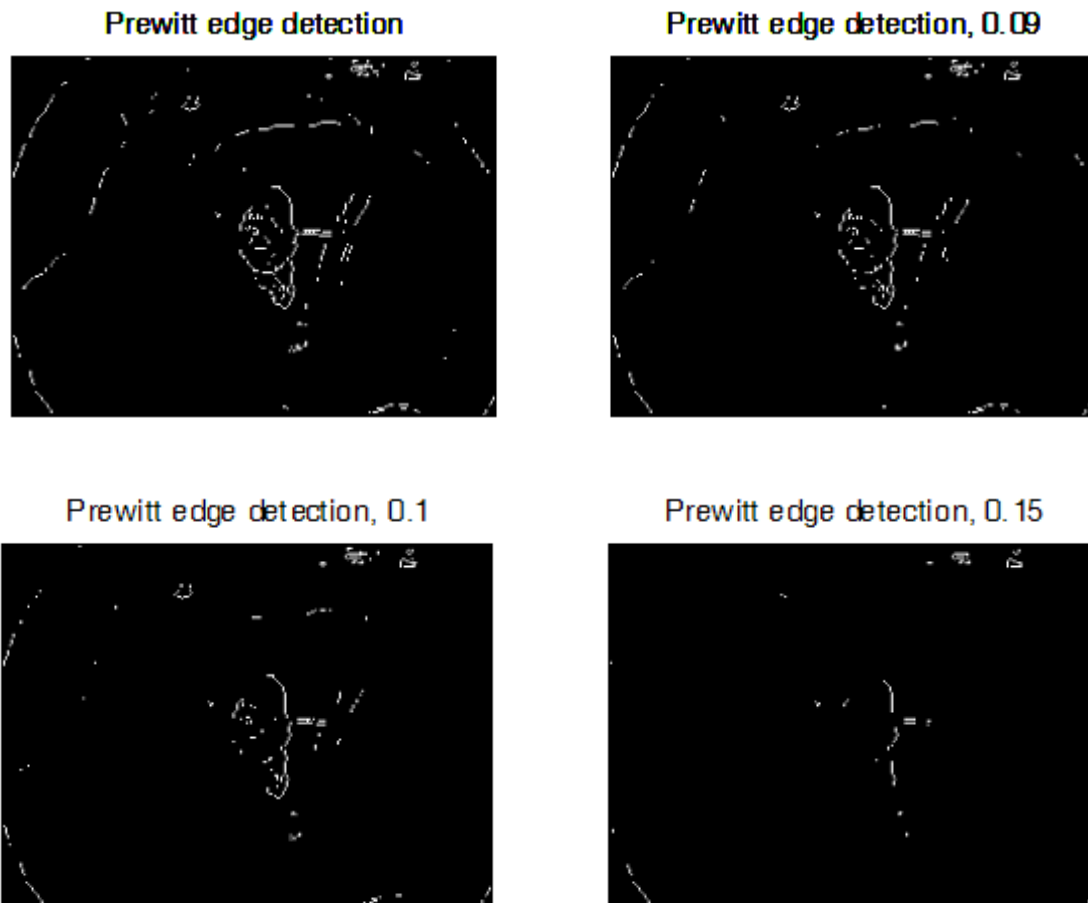 Prewitt edge detection
Prewitt edge detection, 0.09
Prewitt edge detection, 0.1
Prewitt edge detection, 0.15